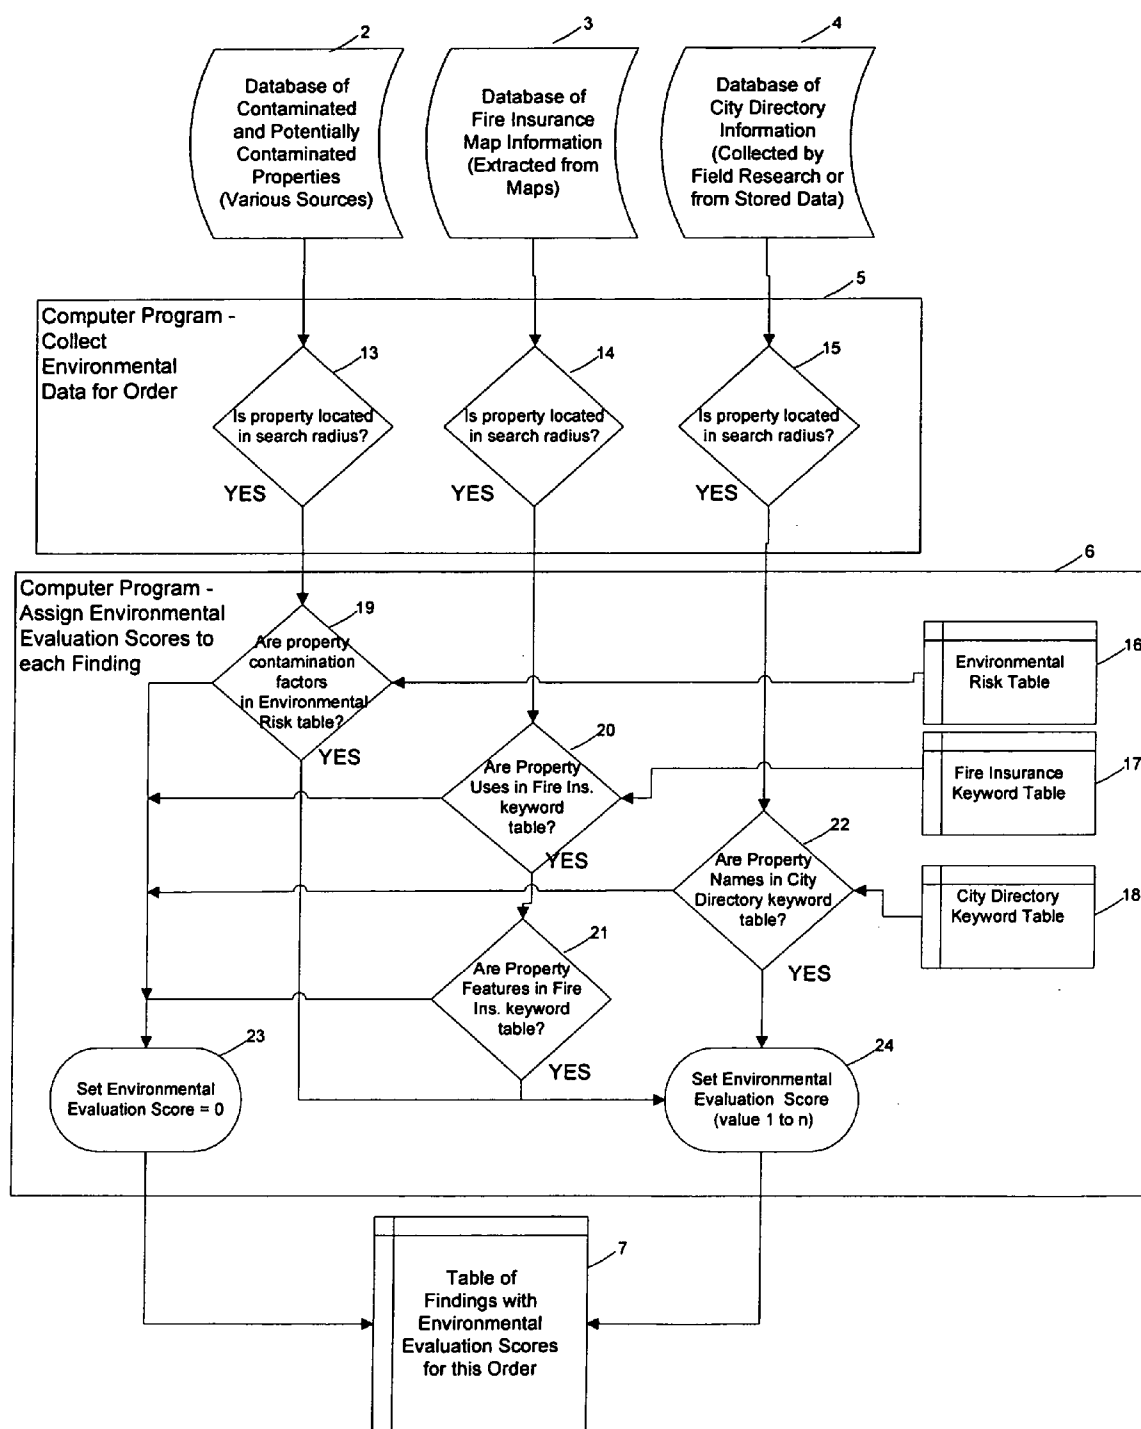 2
3
4
Database of
Contaminated
and Potentially
Contaminated
Properties
(Various Sources)
Database of
Fire Insurance
Map Information
(Extracted from
Maps)
Database of
City Directory
Information
(Collected by
Field Research or
from Stored Data)
5
Computer Program -
Collect
Environmental
Data for Order
13
Is property located
in search radius?
YES
14
Is property located
in search radius?
YES
15
Is property located
in search radius?
YES
6
Computer Program -
Assign Environmental
Evaluation Scores to
each Finding
19
Are property
contamination
factors
in Environmental
Risk table?
YES
Environmental
Risk Table
16
20
Are Property
Uses in Fire Ins.
keyword
table?
YES
Fire Insurance
Keyword Table
17
22
Are Property
Names in City
Directory keyword
table?
YES
City Directory
Keyword Table
18
21
Are Property
Features in Fire
Ins. keyword
table?
YES
23
Set Environmental
Evaluation Score = 0
24
Set Environmental
Evaluation Score
(value 1 to n)
7
Table of
Findings with
Environmental
Evaluation Scores
for this Order